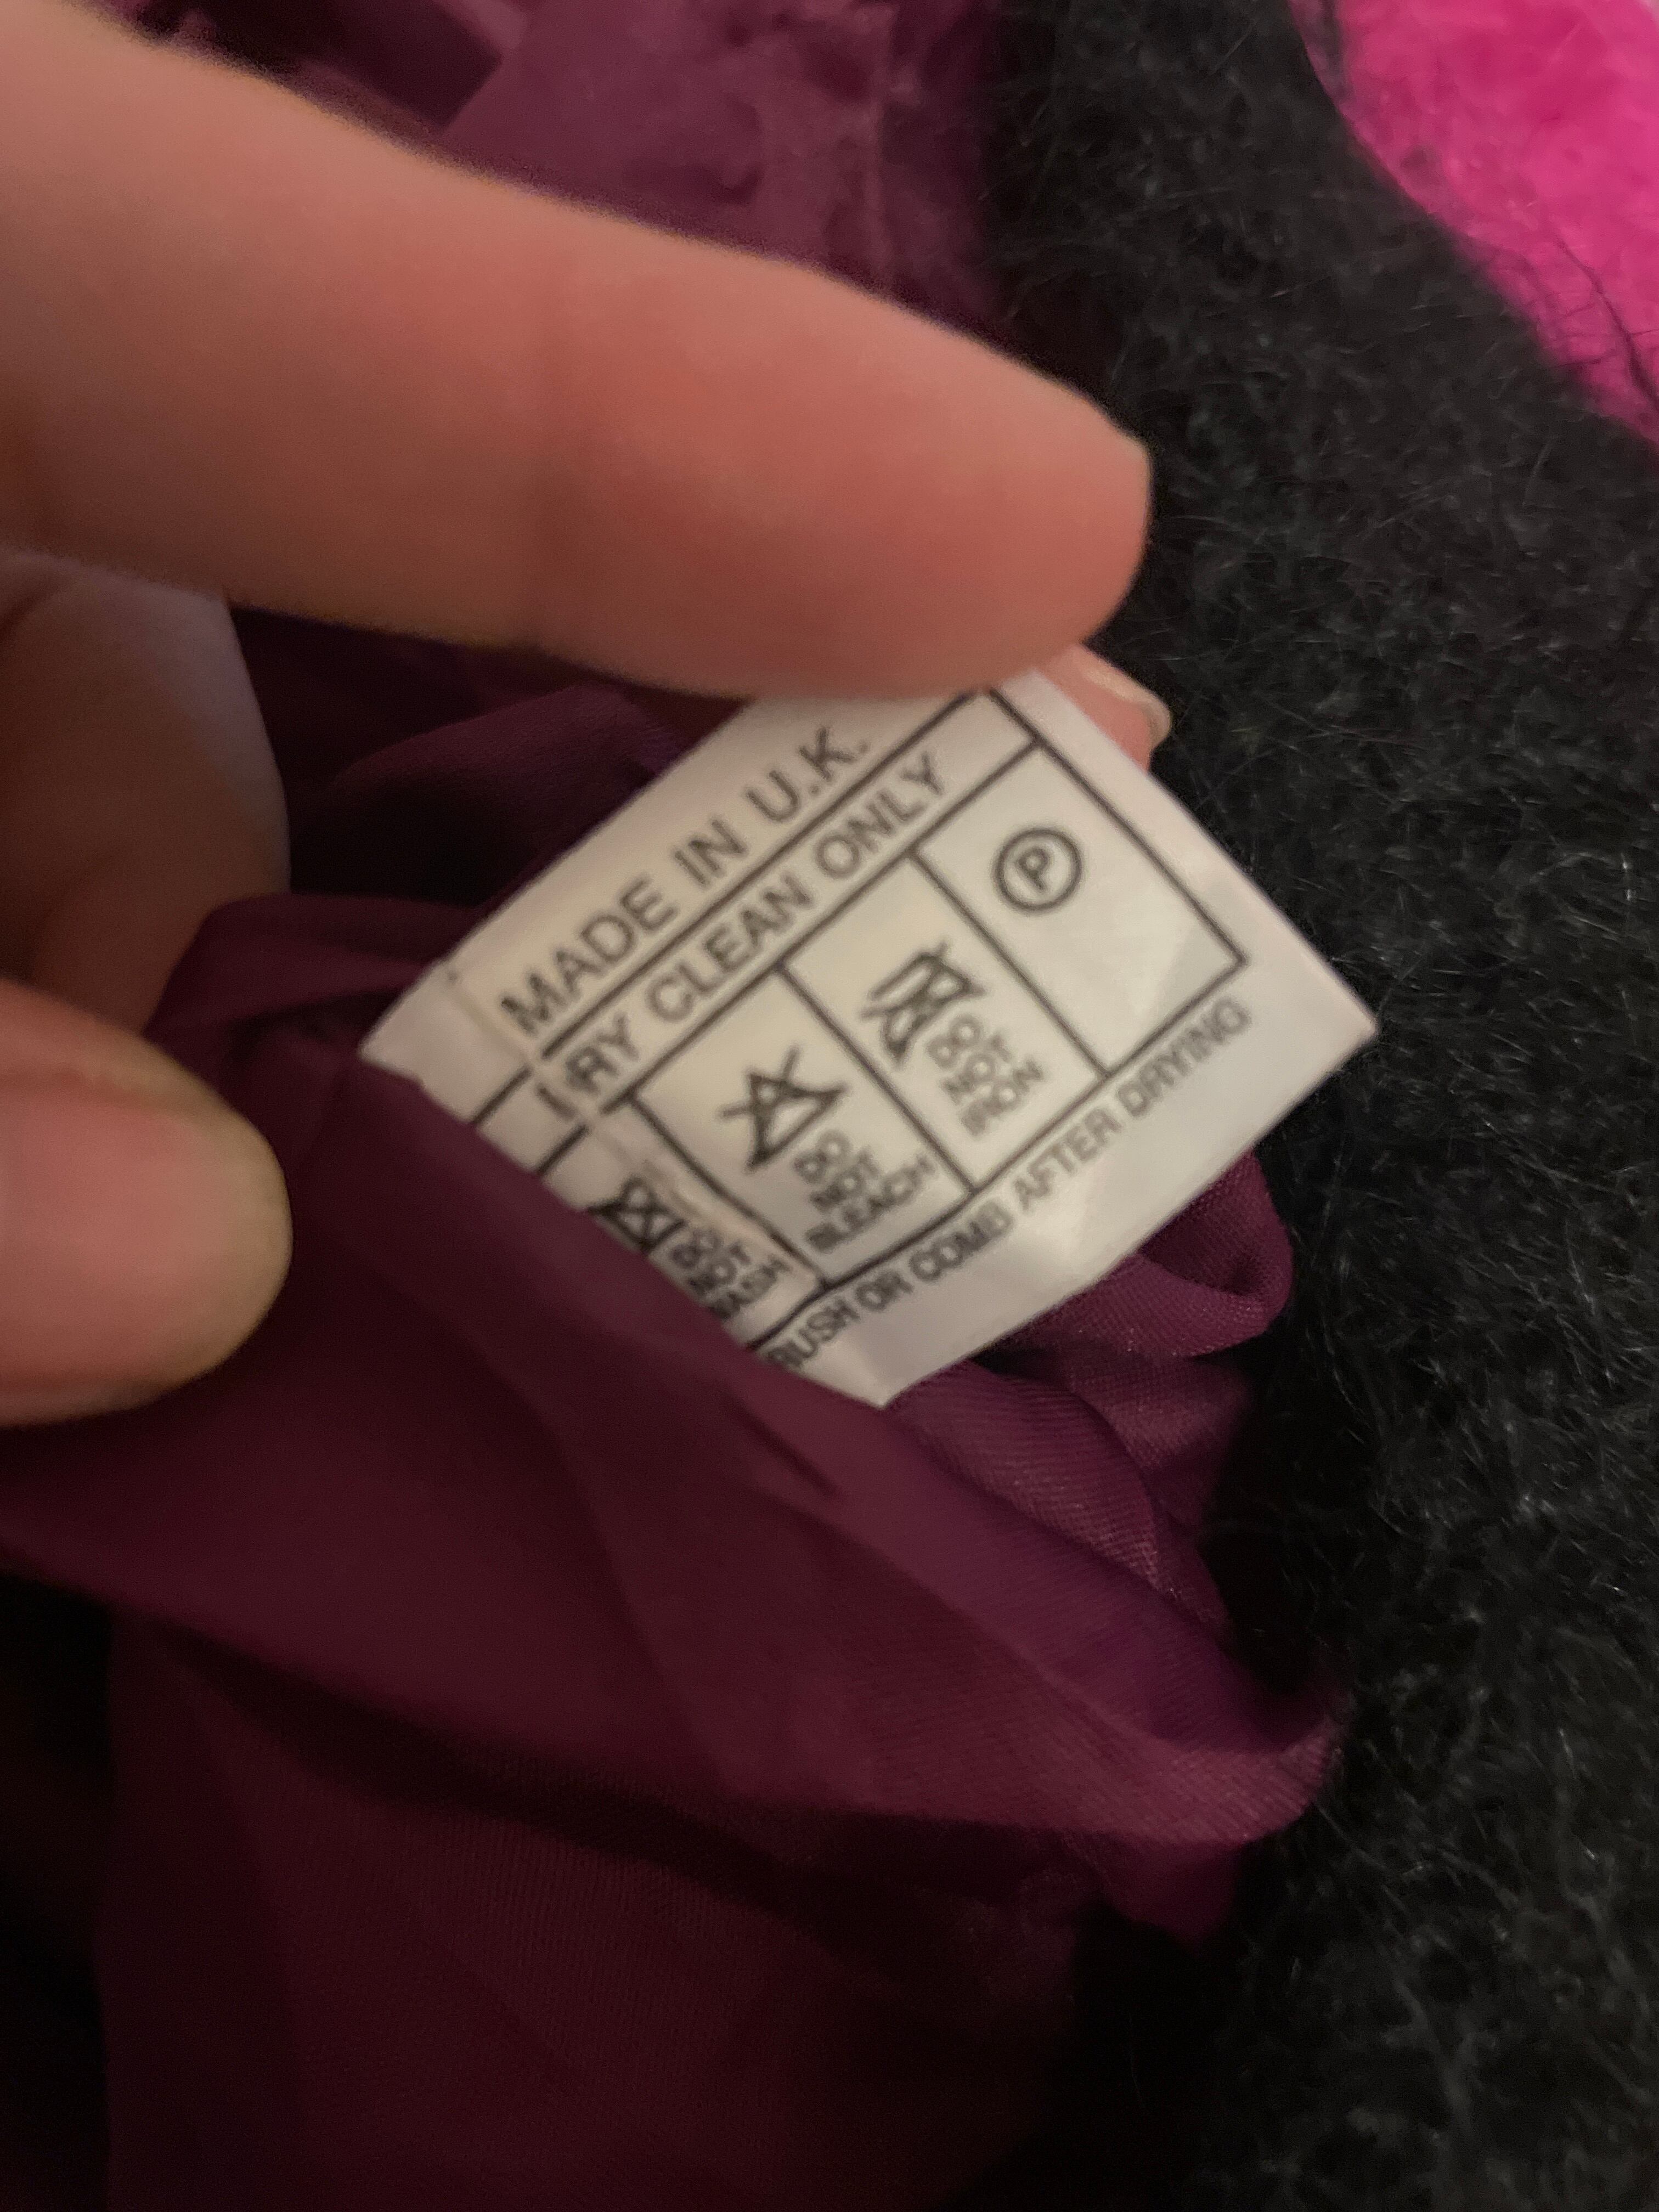 MADE IN U.K.
DRY CLEAN ONLY
DO NOT WASH
DO NOT BLEACH
DO NOT IRON
P
BRUSH OR COMB AFTER DRYING